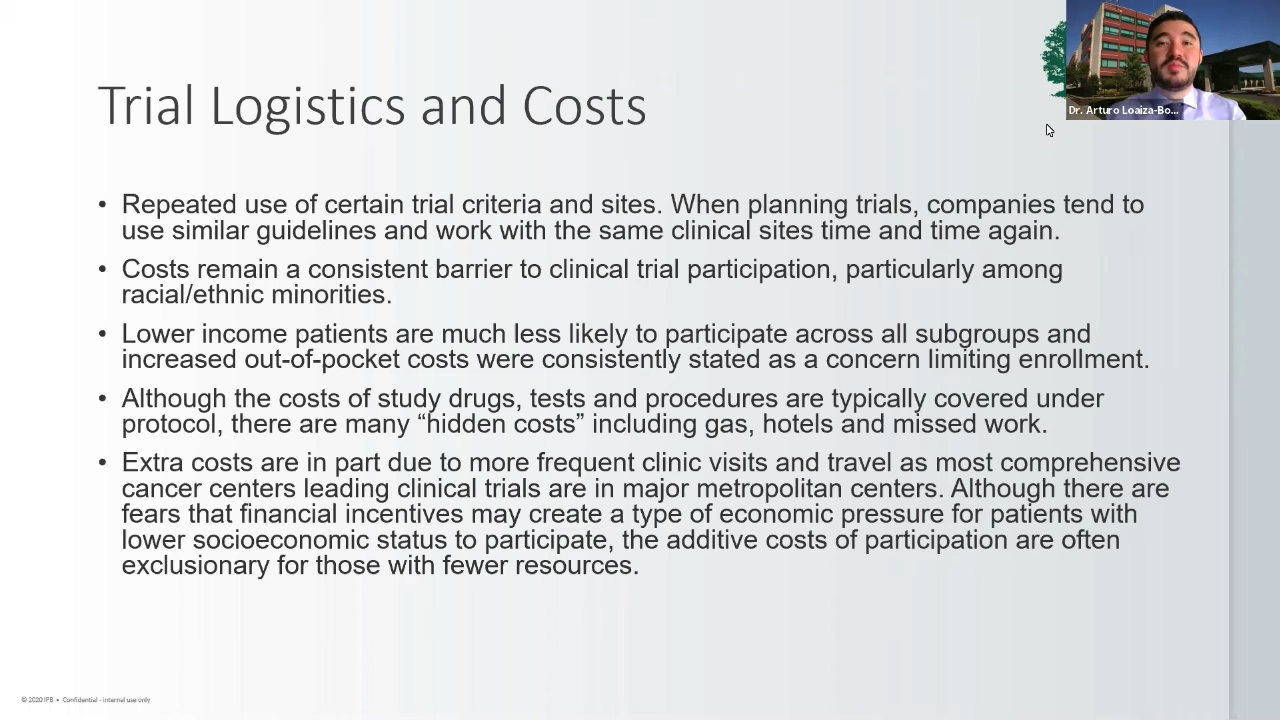 Trial Logistics and Costs
Dr. Arturo Loaiza-Bo...
• Repeated use of certain trial criteria and sites. When planning trials, companies tend to
use similar guidelines and work with the same clinical sites time and time again.
• Costs remain a consistent barrier to clinical trial participation, particularly among
racial/ethnic minorities.
• Lower income patients are much less likely to participate across all subgroups and
increased out-of-pocket costs were consistently stated as a concern limiting enrollment.
• Although the costs of study drugs, tests and procedures are typically covered under
protocol, there are many “hidden costs” including gas, hotels and missed work.
• Extra costs are in part due to more frequent clinic visits and travel as most comprehensive
cancer centers leading clinical trials are in major metropolitan centers. Although there are
fears that financial incentives may create a type of economic pressure for patients with
lower socioeconomic status to participate, the additive costs of participation are often
exclusionary for those with fewer resources.
© 2020 IPB • Confidential - internal use only